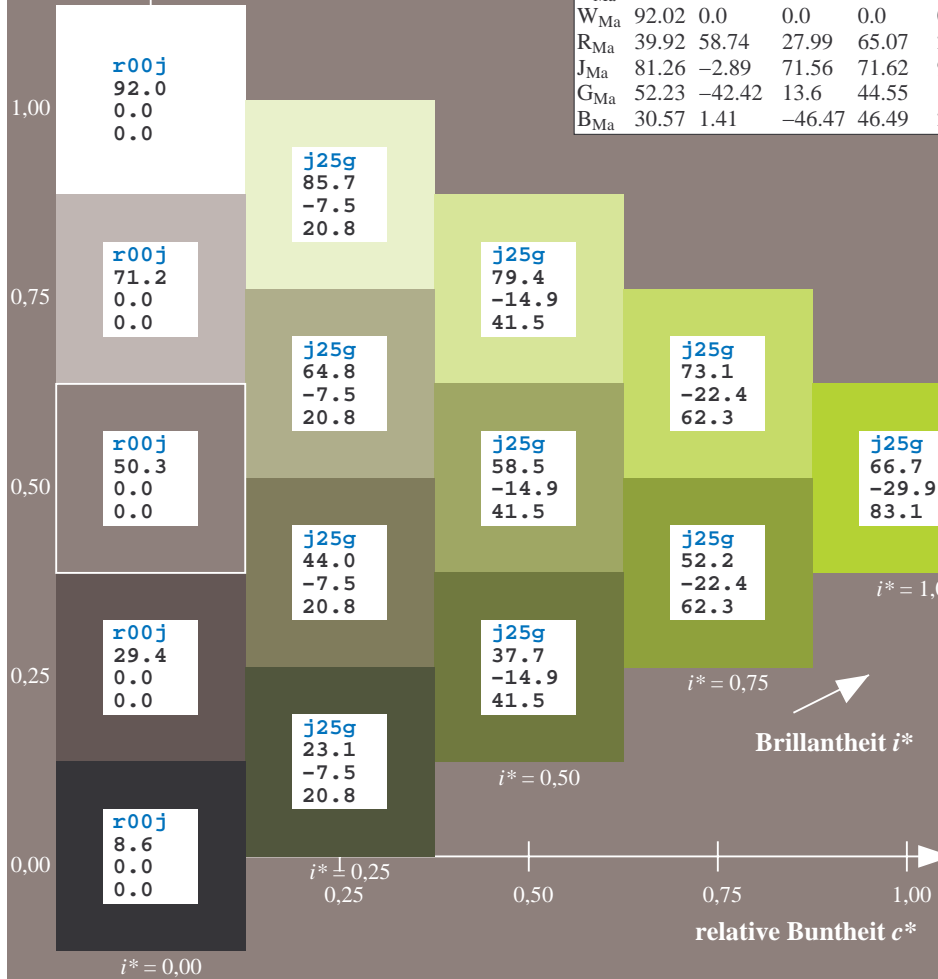 W Ma 92.02 0.0 0.0 0.0
R Ma 39.92 58.74 27.99 65.07
J Ma 81.26 −2.89 71.56 71.62
G Ma 52.23 −42.42 13.6 44.55
B Ma 30.57 1.41 −46.47 46.49
1,00
r00j
92.0
0.0
0.0
j25g
85.7
-7.5
20.8
0,75
r00j
71.2
0.0
0.0
j25g
79.4
-14.9
41.5
j25g
64.8
-7.5
20.8
j25g
73.1
-22.4
62.3
0,50
r00j
50.3
0.0
0.0
j25g
58.5
-14.9
41.5
j25g
66.7
-29.9
83.1
j25g
44.0
-7.5
20.8
j25g
52.2
-22.4
62.3
i* = 1,0
0,25
r00j
29.4
0.0
0.0
j25g
37.7
-14.9
41.5
i* = 0,75
Brillantheit i*
j25g
23.1
-7.5
20.8
i* = 0,50
0,00
r00j
8.6
0.0
0.0
i* = 0,25
0,25 0,50 0,75 1,00
relative Buntheit c*
i* = 0,00